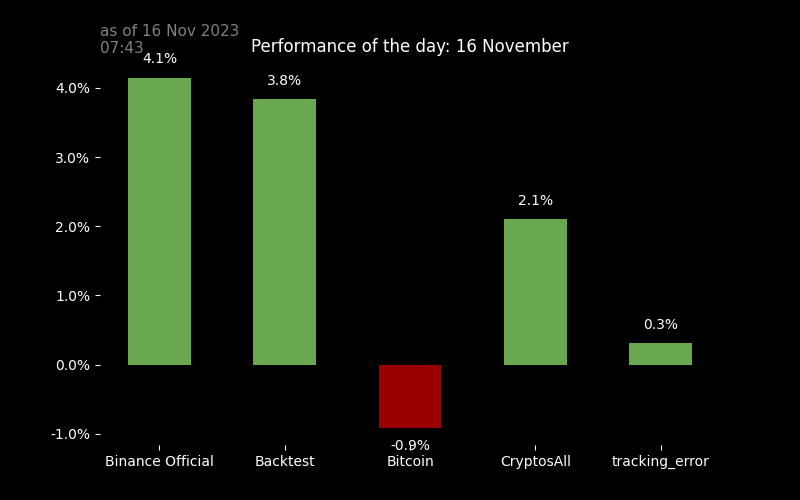 as of 16 Nov 2023
07:43
Performance of the day: 16 November
4.1%
3.8%
4.0%
3.0%
2.1%
2.0%
1.0%
0.3%
0.0%
-1.0%
-0.9%
Binance Official
Backtest
Bitcoin
CryptosAll
tracking_error